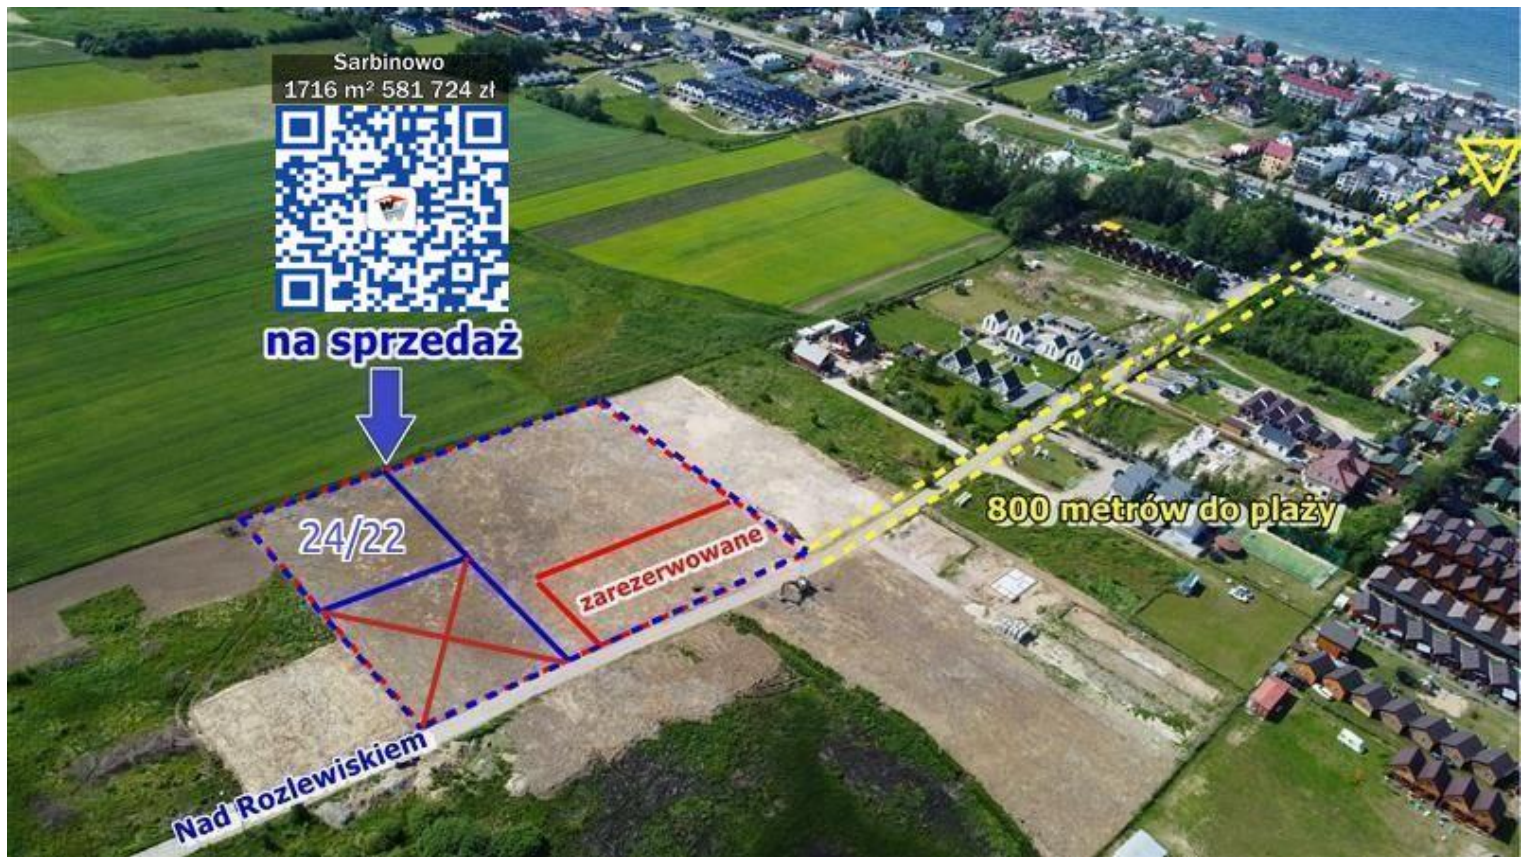 Sarbinowo
1716 m² 581 724 zł
na sprzedaż
24/22
zarezerwowane
800 metrów do plaży
Nad Rozlewiskiem